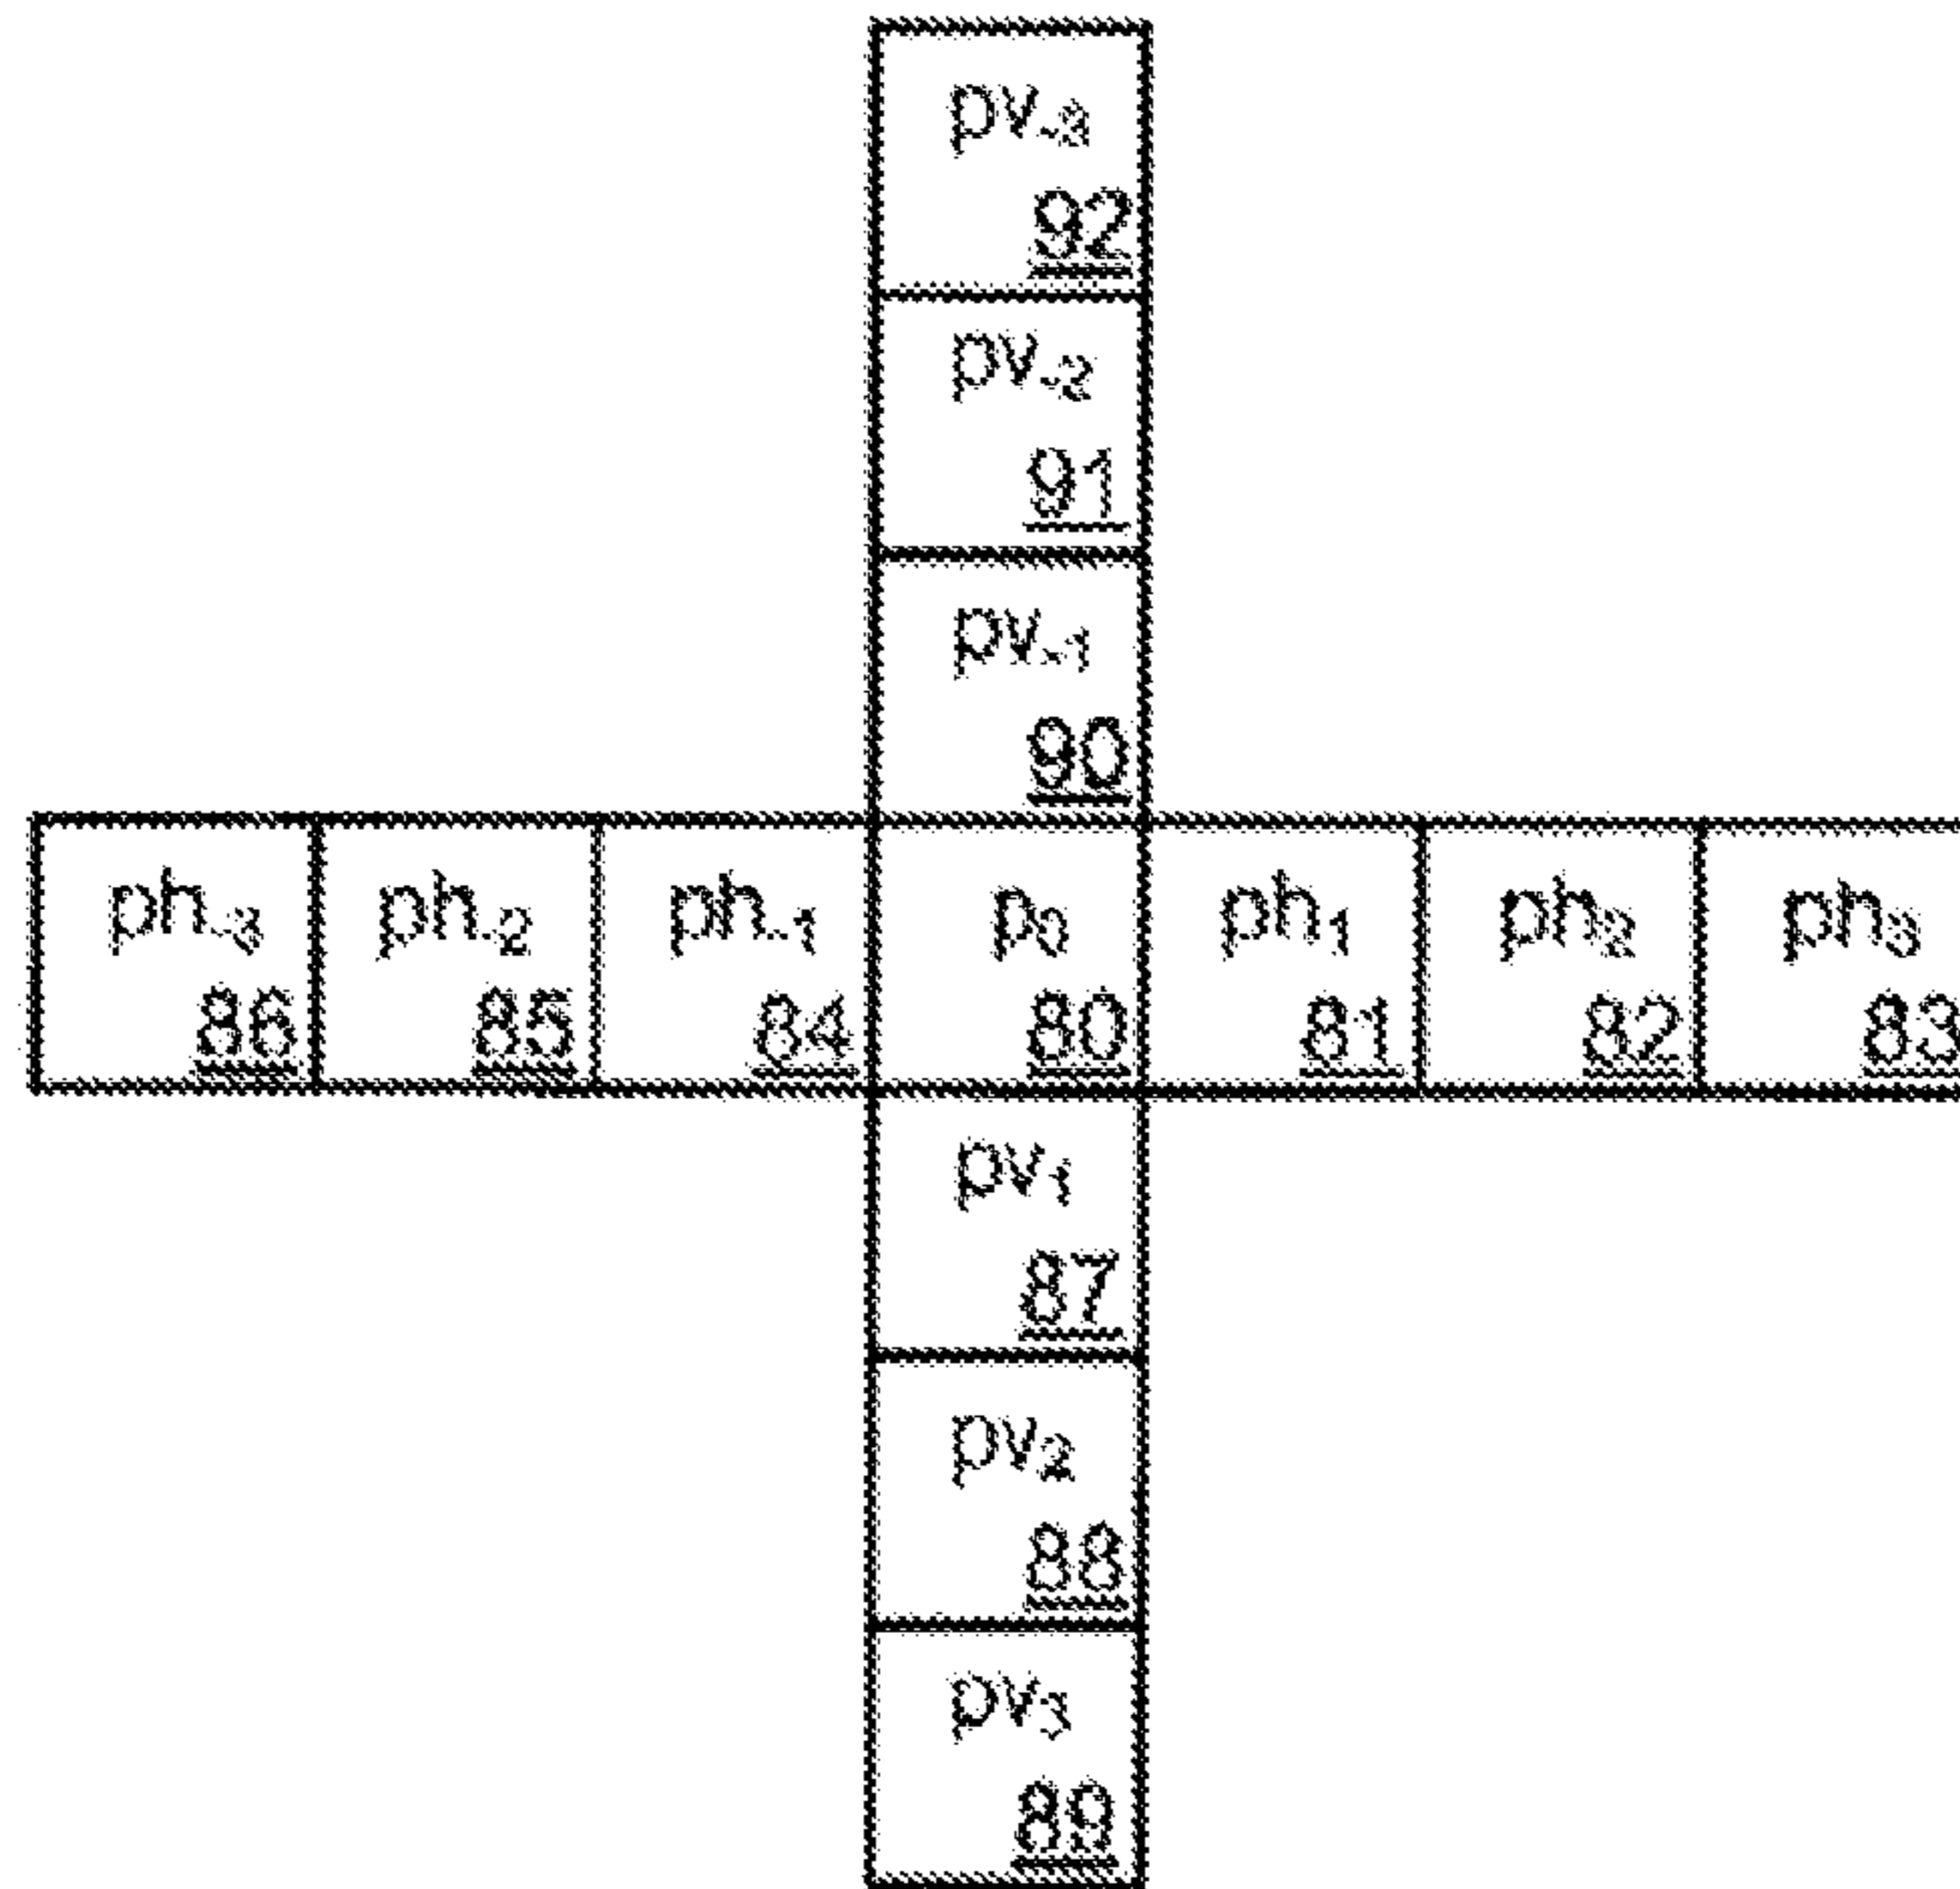 pv₋₃
92
pv₋₂
91
pv₋₁
90
ph₋₃ ph₋₂ ph₋₁ p₀ ph₁ ph₂ ph₃
86 85 84 80 81 82 83
pv₁
87
pv₂
88
pv₃
89